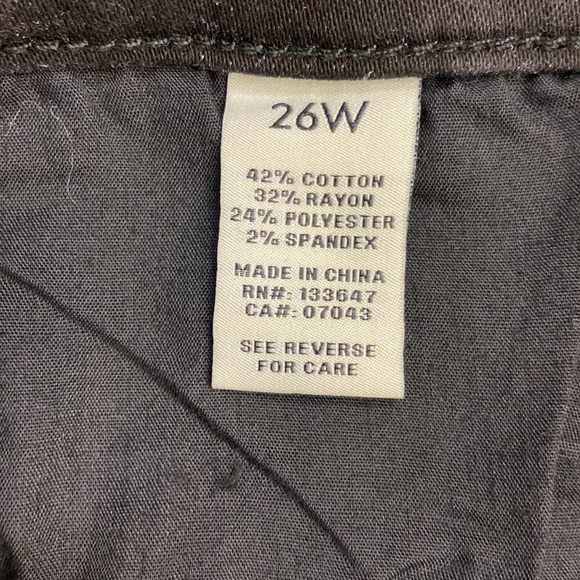 26W
42% COTTON
32% RAYON
24% POLYESTER
2% SPANDEX
MADE IN CHINA
RN#: 133647
CA#: 07043
SEE REVERSE
FOR CARE